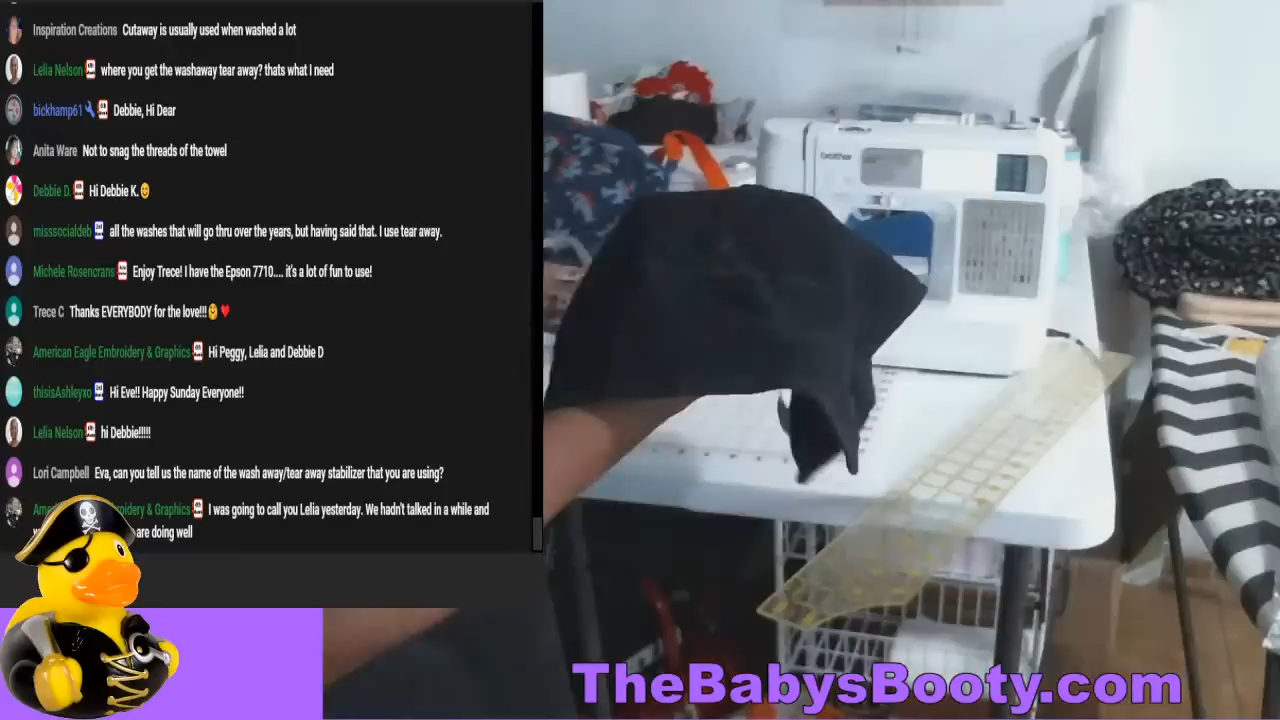 Inspiration Creations Cutaway is usually used when washed a lot
Lelia Nelson where you get the washaway tear away? thats what I need
bickhamp61 Debbie, Hi Dear
Anita Ware Not to snag the threads of the towel
Debbie D. Hi Debbie K.
misssocialdeb all the washes that will go thru over the years, but having said that. I use tear away.
Michele Rosencrans Enjoy Trece! I have the Epson 7710.... it's a lot of fun to use!
Trece C Thanks EVERYBODY for the love!!!
American Eagle Embroidery & Graphics Hi Peggy, Lelia and Debbie D
thisisAshleyxo Hi Eve!! Happy Sunday Everyone!!
Lelia Nelson hi Debbie!!!!!
Lori Campbell Eva, can you tell us the name of the wash away/tear away stabilizer that you are using?
I was going to call you Lelia yesterday. We hadn't talked in a while and
are doing well
brother
TheBabysBooty.com